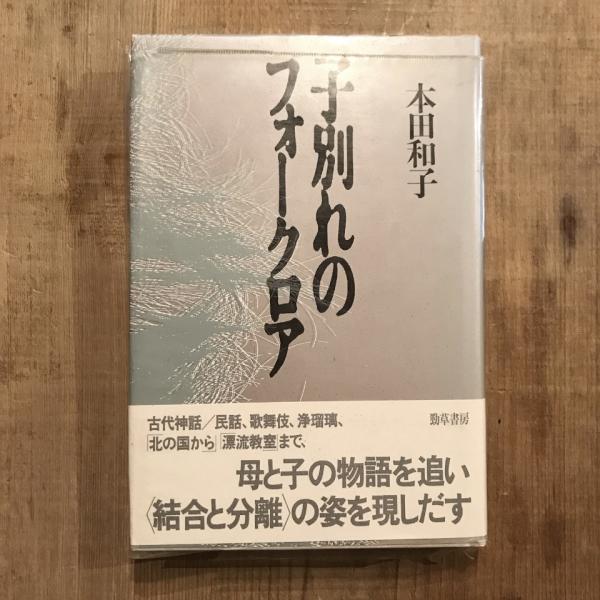 本田和子
子別れの
フォークロア
古代神話/民話、歌舞伎、浄瑠璃、
「北の国から」「漂流教室」まで、
母と子の物語を追い
〈結合と分離〉の姿を現しだす
勁草書房